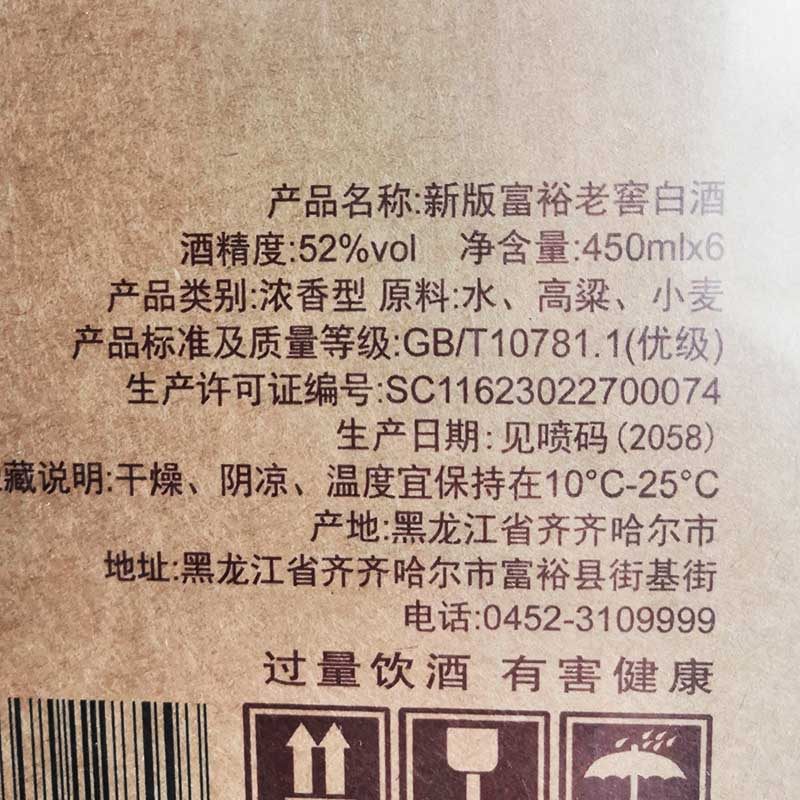 产品名称:新版富裕老窖白酒
酒精度:52%vol 净含量:450mlx6
产品类别:浓香型 原料:水、高粱、小麦
产品标准及质量等级:GB/T10781.1(优级)
生产许可证编号:SC11623022700074
生产日期:见喷码(2058)
藏说明:干燥、阴凉、温度宜保持在10°C-25°C
产地:黑龙江省齐齐哈尔市
地址:黑龙江省齐齐哈尔市富裕县街基街
电话:0452-3109999
过量饮酒 有害健康